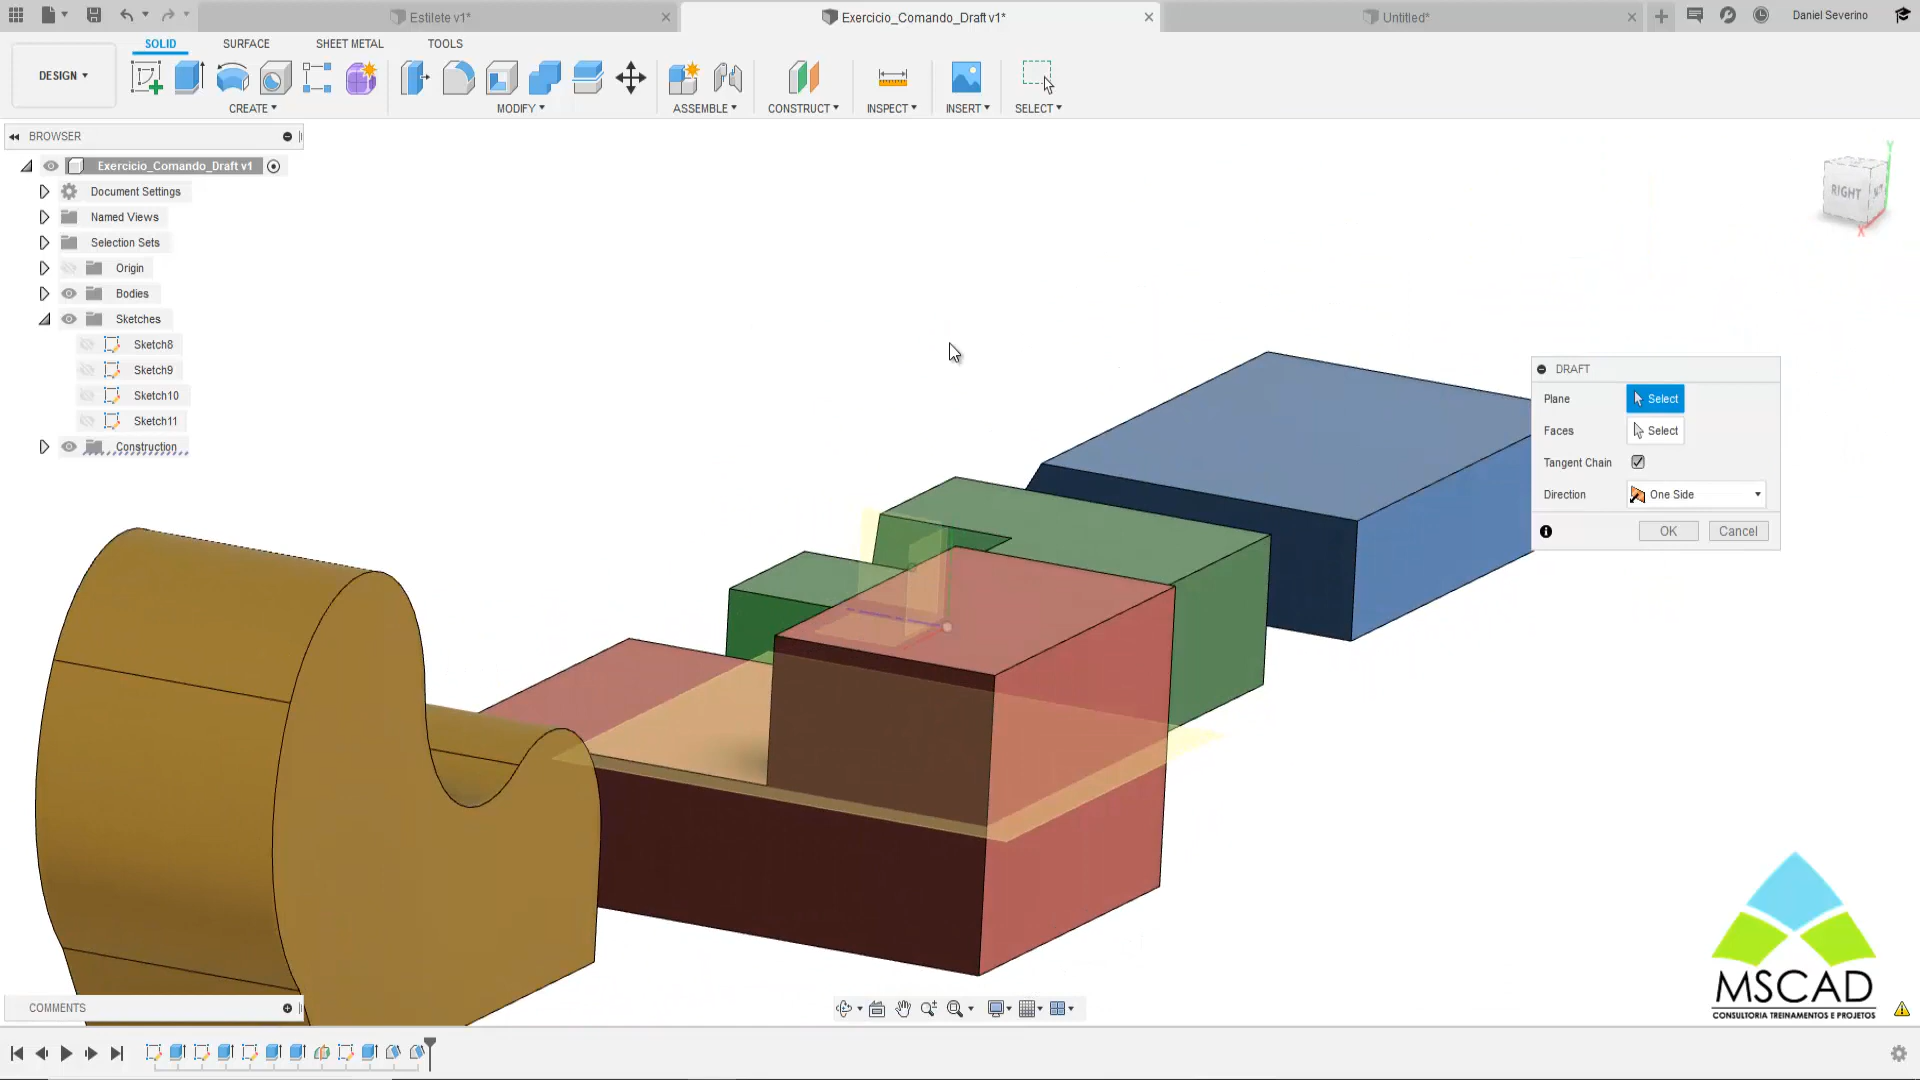 Estilete v1*
Exercicio_Comando_Draft v1*
Untitled*
Daniel Severino
DESIGN
SOLID
SURFACE
SHEET METAL
TOOLS
CREATE
MODIFY
ASSEMBLE
CONSTRUCT
INSPECT
INSERT
SELECT
BROWSER
Exercicio_Comando_Draft v1
Document Settings
Named Views
Selection Sets
Origin
Bodies
Sketches
Sketch8
Sketch9
Sketch10
Sketch11
Construction
Y
RIGHT
X
DRAFT
Plane
Select
Faces
Select
Tangent Chain
Direction
One Side
OK
Cancel
MSCAD
CONSULTORIA TREINAMENTOS E PROJETOS
COMMENTS